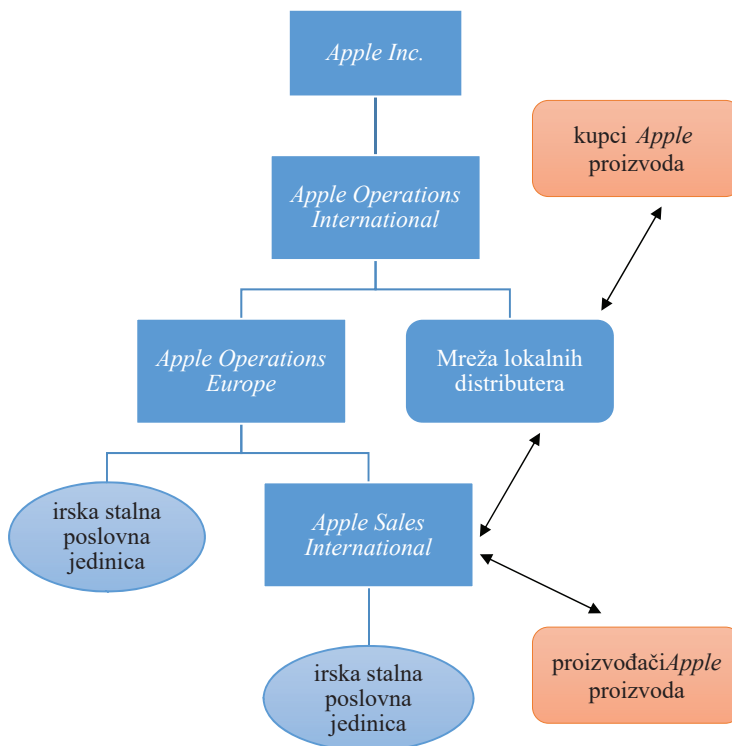 Apple Inc.
kupci Apple
proizvoda
Apple Operations
International
Apple Operations
Europe
Mreža lokalnih
distributera
irska stalna
poslovna
jedinica
Apple Sales
International
irska stalna
poslovna
jedinica
proizvođačiApple
proizvoda